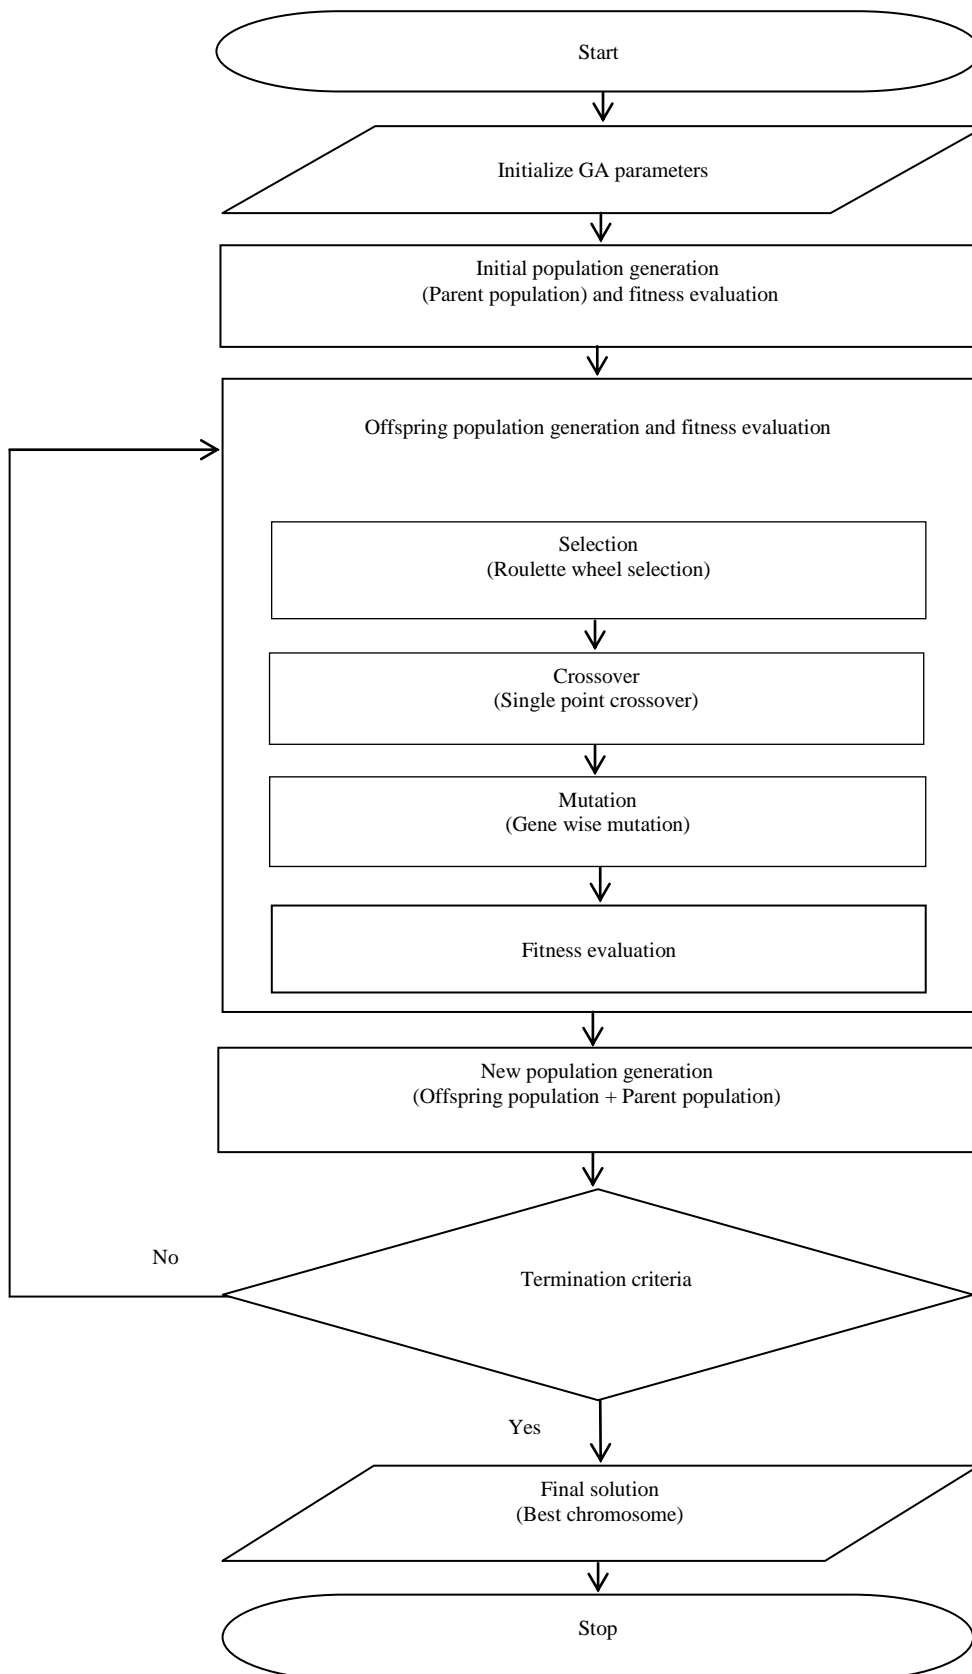 Start
Initialize GA parameters
Initial population generation
(Parent population) and fitness evaluation
Offspring population generation and fitness evaluation
Selection
(Roulette wheel selection)
Crossover
(Single point crossover)
Mutation
(Gene wise mutation)
Fitness evaluation
New population generation
(Offspring population + Parent population)
No
Termination criteria
Yes
Final solution
(Best chromosome)
Stop